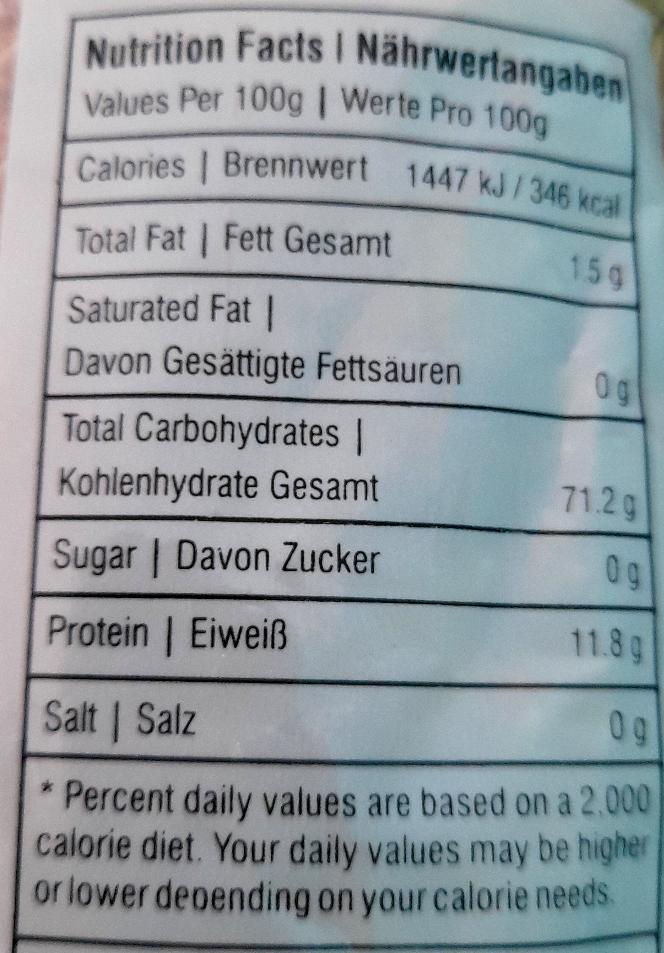 Nutrition Facts | Nährwertangaben
Values Per 100g | Werte Pro 100g
Calories | Brennwert 1447 kJ / 346 kcal
Total Fat | Fett Gesamt 1.5 g
Saturated Fat |
Davon Gesättigte Fettsäuren 0 g
Total Carbohydrates |
Kohlenhydrate Gesamt 71.2 g
Sugar | Davon Zucker 0 g
Protein | Eiweiß 11.8 g
Salt | Salz 0 g
* Percent daily values are based on a 2,000
calorie diet. Your daily values may be higher
or lower depending on your calorie needs.